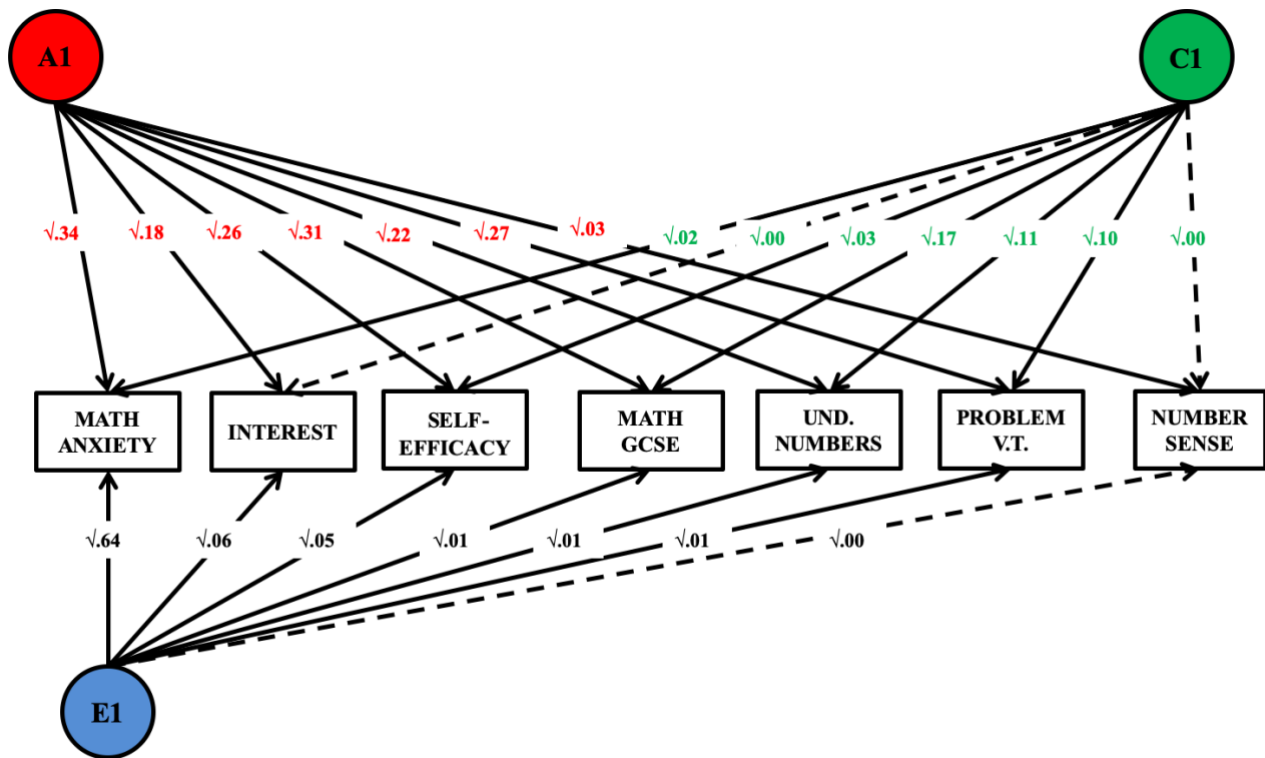 A1
C1
√.34
√.18
√.26
√.31
√.22
√.27
√.03
√.02
√.00
√.03
√.17
√.11
√.10
√.00
MATH
ANXIETY
INTEREST
SELF-
EFFICACY
MATH
GCSE
UND.
NUMBERS
PROBLEM
V.T.
NUMBER
SENSE
√.64
√.06
√.05
√.01
√.01
√.01
√.00
E1